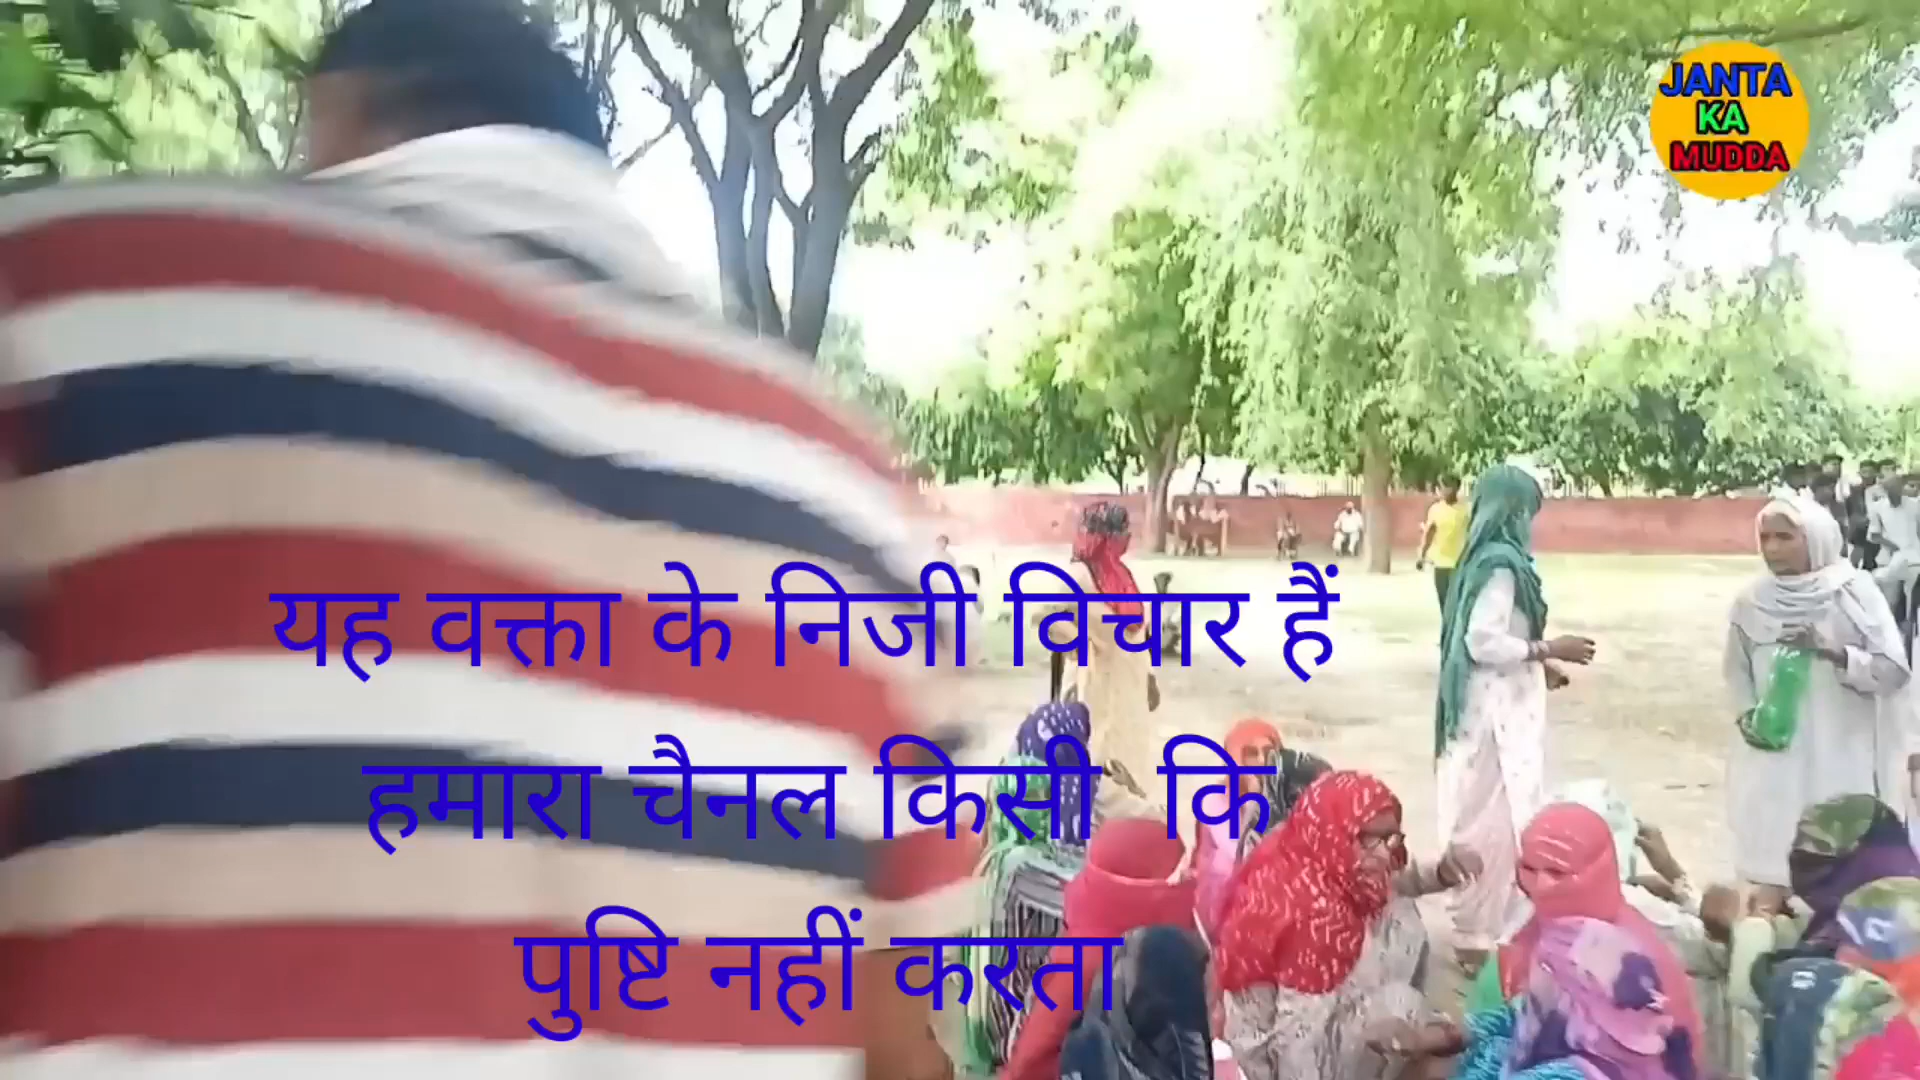 JANTA
KA
MUDDA
यह वक्ता के निजी विचार हैं
हमारा चैनल किसी कि
पुष्टि नहीं करता